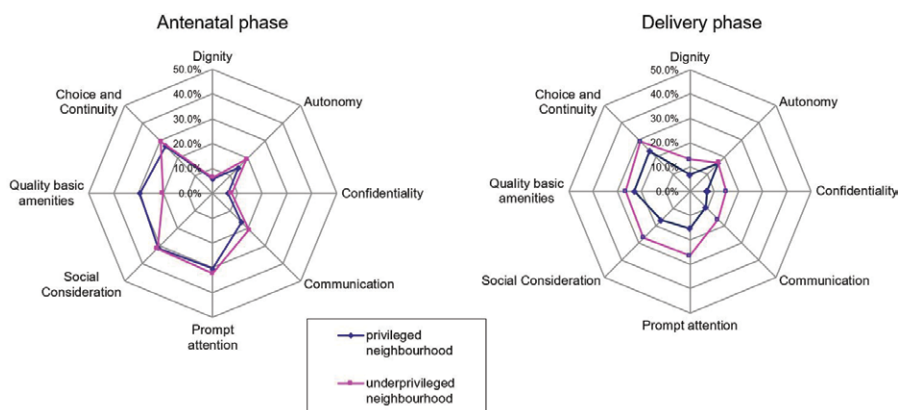 Antenatal phase
Dignity
50.0%
40.0%
30.0%
20.0%
10.0%
0.0%
Autonomy
Confidentiality
Communication
Prompt
attention
Social
Consideration
Quality basic
amenities
Choice and
Continuity
Delivery phase
Dignity
50.0%
40.0%
30.0%
20.0%
10.0%
0.0%
Autonomy
Confidentiality
Communication
Prompt attention
Social Consideration
Quality basic
amenities
Choice and
Continuity
privileged
neighbourhood
underprivileged
neighbourhood